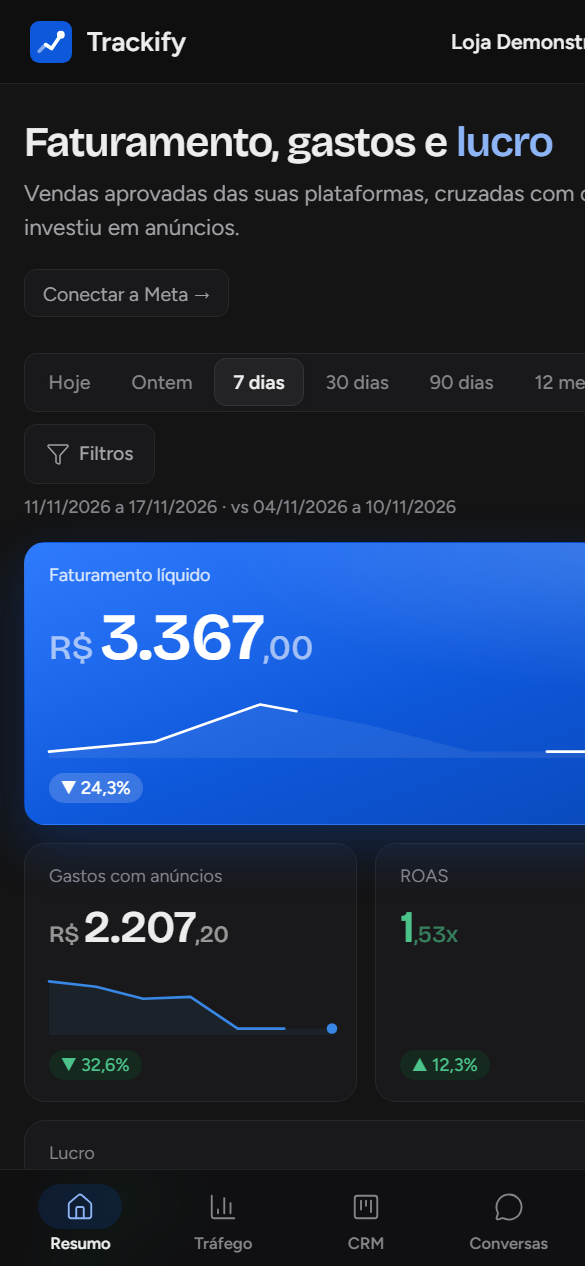 Trackify
Loja Demonst
Faturamento, gastos e lucro
Vendas aprovadas das suas plataformas, cruzadas com
investiu em anúncios.
Conectar a Meta →
Hoje
Ontem
7 dias
30 dias
90 dias
12 me
Filtros
11/11/2026 a 17/11/2026 · vs 04/11/2026 a 10/11/2026
Faturamento líquido
R$ 3.367,00
▼ 24,3%
Gastos com anúncios
ROAS
R$ 2.207,20
1,53x
▼ 32,6%
▲ 12,3%
Lucro
Resumo
Tráfego
CRM
Conversas